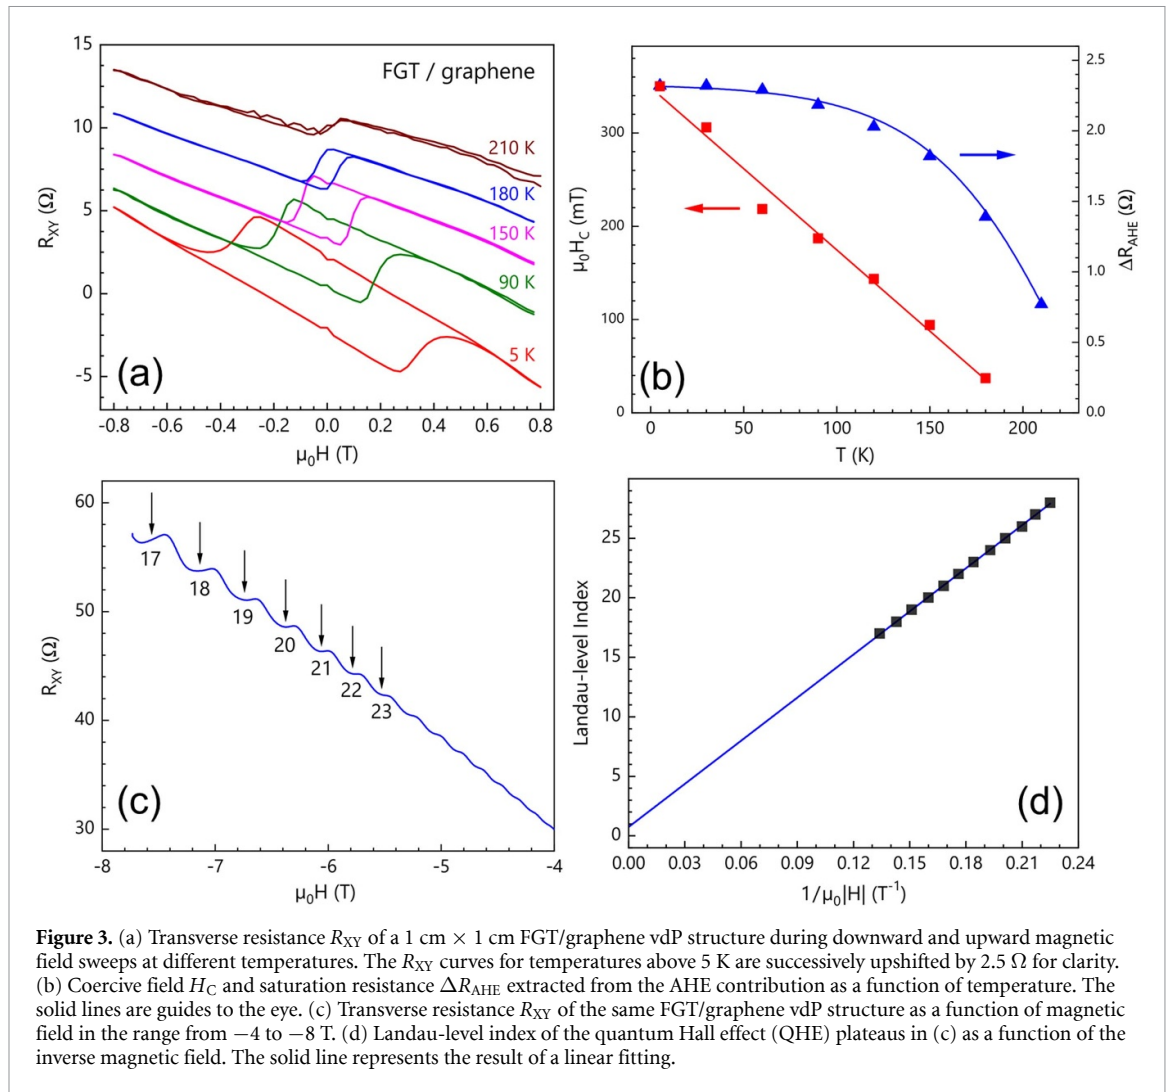 FGT / graphene
15
10
5
0
-5
R_XY (Ω)
210 K
180 K
150 K
90 K
5 K
(a)
-0.8 -0.6 -0.4 -0.2 0.0 0.2 0.4 0.6 0.8
μ₀H (T)
300
200
100
0
μ₀H_C (mT)
2.5
2.0
1.5
1.0
0.5
0.0
ΔR_AHE (Ω)
(b)
0 50 100 150 200
T (K)
60
50
40
30
R_XY (Ω)
17
18
19
20
21
22
23
(c)
-8 -7 -6 -5 -4
μ₀H (T)
25
20
15
10
5
0
Landau-level Index
(d)
0.00 0.03 0.06 0.09 0.12 0.15 0.18 0.21 0.24
1/μ₀|H| (T⁻¹)
Figure 3. (a) Transverse resistance R_XY of a 1 cm × 1 cm FGT/graphene vdP structure during downward and upward magnetic
field sweeps at different temperatures. The R_XY curves for temperatures above 5 K are successively upshifted by 2.5 Ω for clarity.
(b) Coercive field H_C and saturation resistance ΔR_AHE extracted from the AHE contribution as a function of temperature. The
solid lines are guides to the eye. (c) Transverse resistance R_XY of the same FGT/graphene vdP structure as a function of magnetic
field in the range from −4 to −8 T. (d) Landau-level index of the quantum Hall effect (QHE) plateaus in (c) as a function of the
inverse magnetic field. The solid line represents the result of a linear fitting.